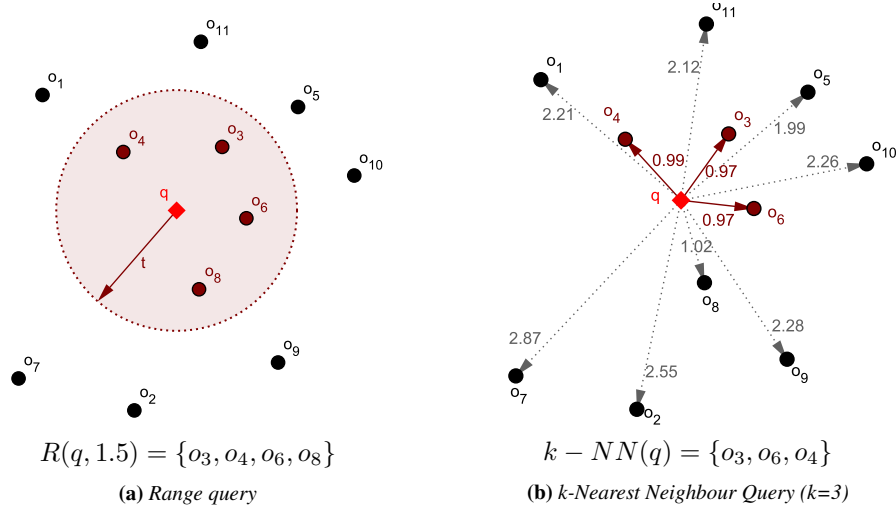 o11
o1
o5
o4
o3
o10
q
o6
t
o8
o9
o7
o2
R(q, 1.5) = {o3, o4, o6, o8}
(a) Range query
o11
o1
2.12
o5
2.21
o4
o3
1.99
o10
0.99
0.97
2.26
q
0.97
o6
1.02
o8
2.87
2.28
2.55
o9
o7
o2
k − NN(q) = {o3, o6, o4}
(b) k-Nearest Neighbour Query (k=3)